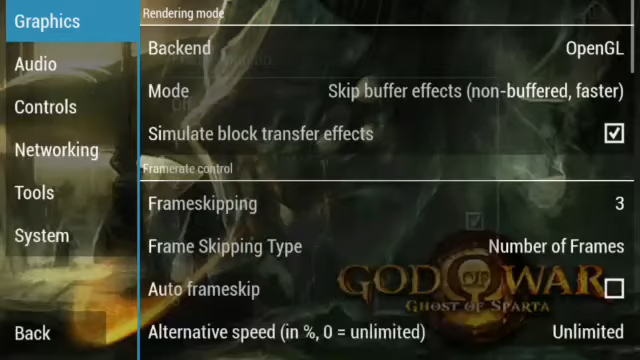 Graphics
Audio
Controls
Networking
Tools
System
Back
Rendering mode
Backend OpenGL
Mode Skip buffer effects (non-buffered, faster)
Simulate block transfer effects
Framerate control
Frameskipping 3
Frame Skipping Type Number of Frames
Auto frameskip
Alternative speed (in %, 0 = unlimited) Unlimited
GOD OF WAR
GHOST OF SPARTA